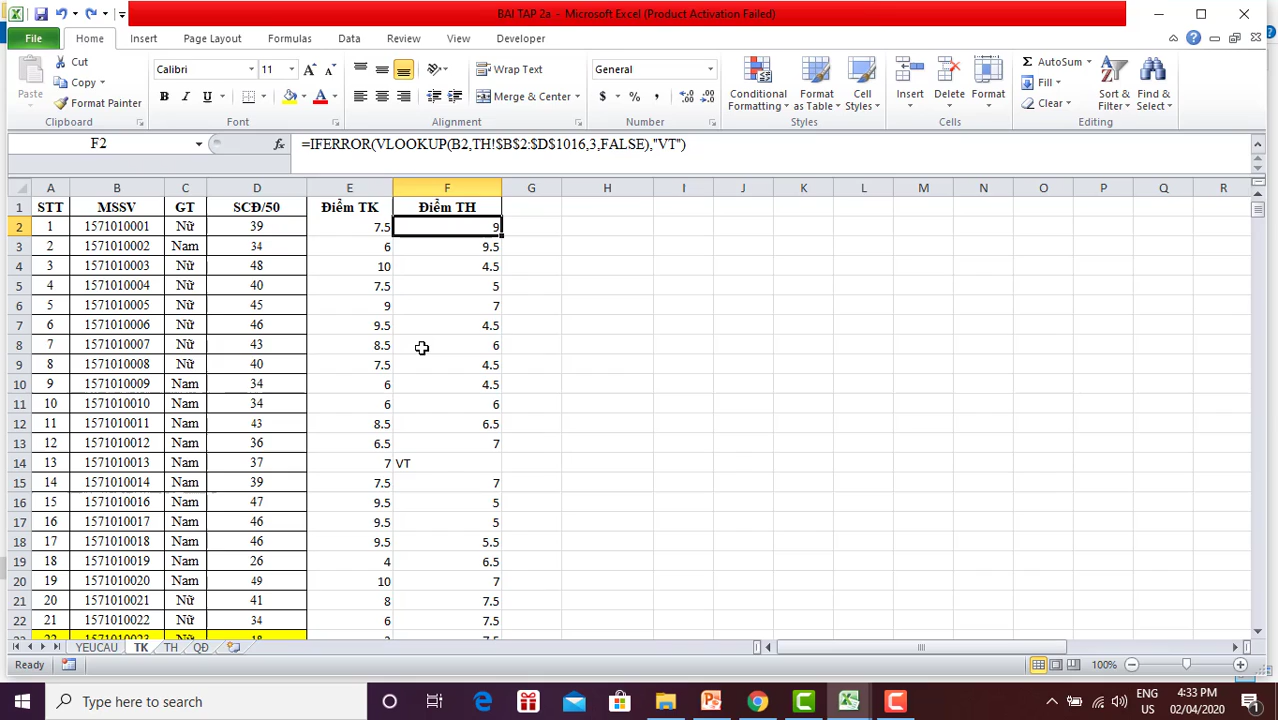 BAI TAP 2a - Microsoft Excel (Product Activation Failed)
File Home Insert Page Layout Formulas Data Review View Developer
Cut
Copy
Format Painter
Paste
Clipboard
Calibri 11
B I U
Font
Wrap Text
Merge & Center
Alignment
General
$ % ,
Number
Conditional Formatting
Format as Table
Cell Styles
Styles
Insert Delete Format
Cells
AutoSum
Fill
Clear
Sort & Filter
Find & Select
Editing
F2 fx =IFERROR(VLOOKUP(B2,TH!$B$2:$D$1016,3,FALSE),"VT")
A B C D E F G H I J K L M N O P Q R
1 STT MSSV GT SCĐ/50 Điểm TK Điểm TH
2 1 1571010001 Nữ 39 7.5 9
3 2 1571010002 Nam 34 6 9.5
4 3 1571010003 Nữ 48 10 4.5
5 4 1571010004 Nữ 40 7.5 5
6 5 1571010005 Nữ 45 9 7
7 6 1571010006 Nữ 46 9.5 4.5
8 7 1571010007 Nữ 43 8.5 6
9 8 1571010008 Nữ 40 7.5 4.5
10 9 1571010009 Nam 34 6 4.5
11 10 1571010010 Nam 34 6 6
12 11 1571010011 Nam 43 8.5 6.5
13 12 1571010012 Nam 36 6.5 7
14 13 1571010013 Nam 37 7 VT
15 14 1571010014 Nam 39 7.5 7
16 15 1571010016 Nam 47 9.5 5
17 16 1571010017 Nam 46 9.5 5
18 17 1571010018 Nam 46 9.5 5.5
19 18 1571010019 Nam 26 4 6.5
20 19 1571010020 Nam 49 10 7
21 20 1571010021 Nữ 41 8 7.5
22 21 1571010022 Nữ 34 6 7.5
YEUCAU TK TH QĐ
Ready 100%
Type here to search
ENG
US
4:33 PM
02/04/2020